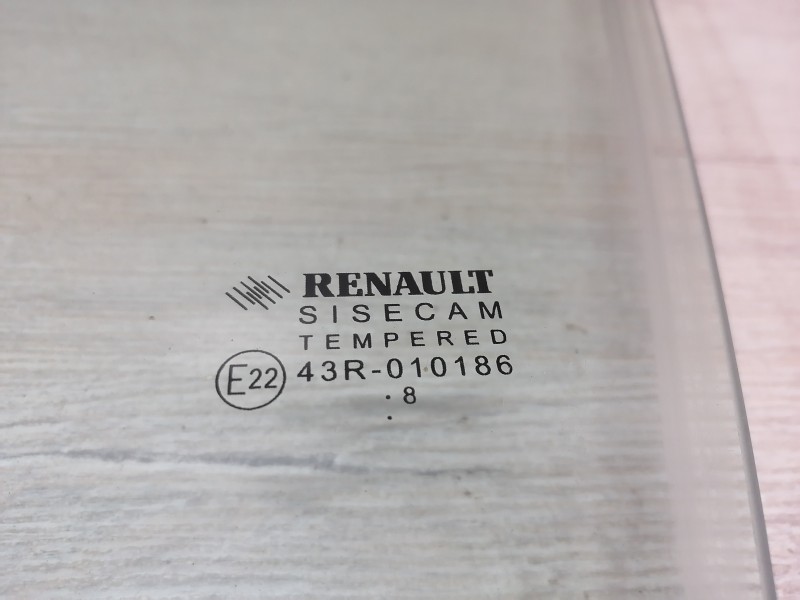 RENAULT
SISECAM
TEMPERED
E22 43R-010186
. 8
.